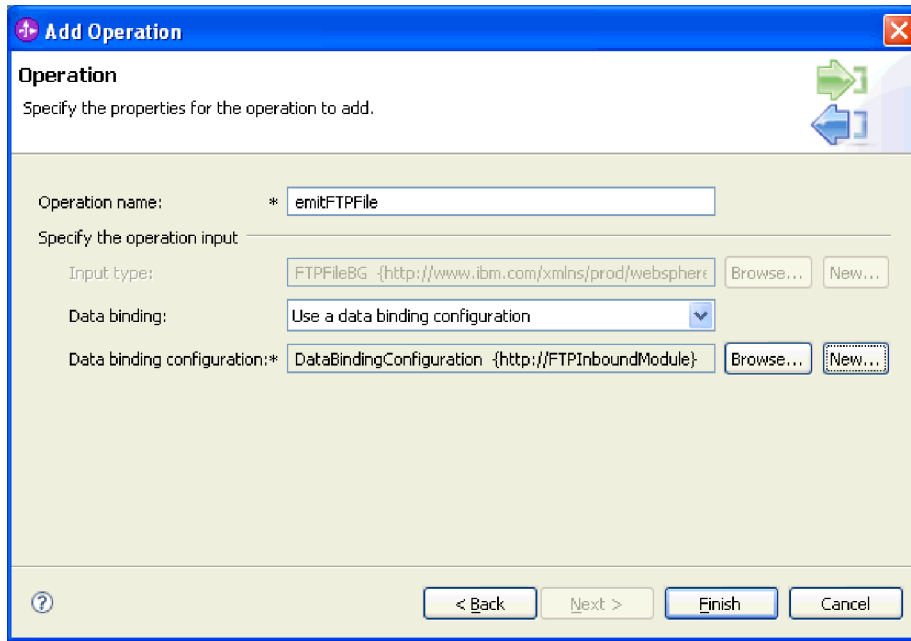 Add Operation
Operation
Specify the properties for the operation to add.
Operation name: * emitFTPFile
Specify the operation input
Input type: FTPFileBG {http://www.ibm.com/xmlns/prod/websphere Browse... New...
Data binding: Use a data binding configuration
Data binding configuration:* DataBindingConfiguration {http://FTPInboundModule} Browse... New...
? < Back Next > Finish Cancel